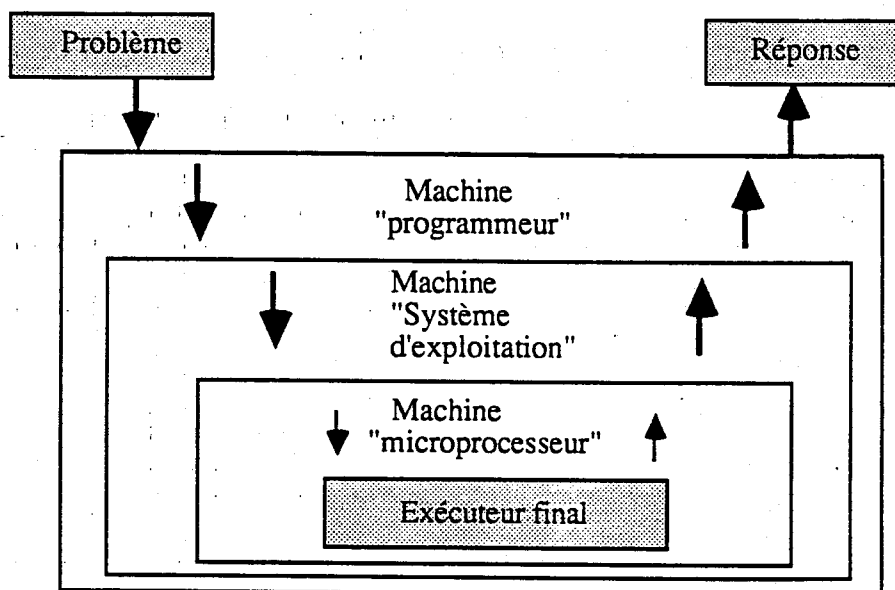 Problème
Réponse
Machine
"programmeur"
Machine
"Système
d'exploitation"
Machine
"microprocesseur"
Exécuteur final